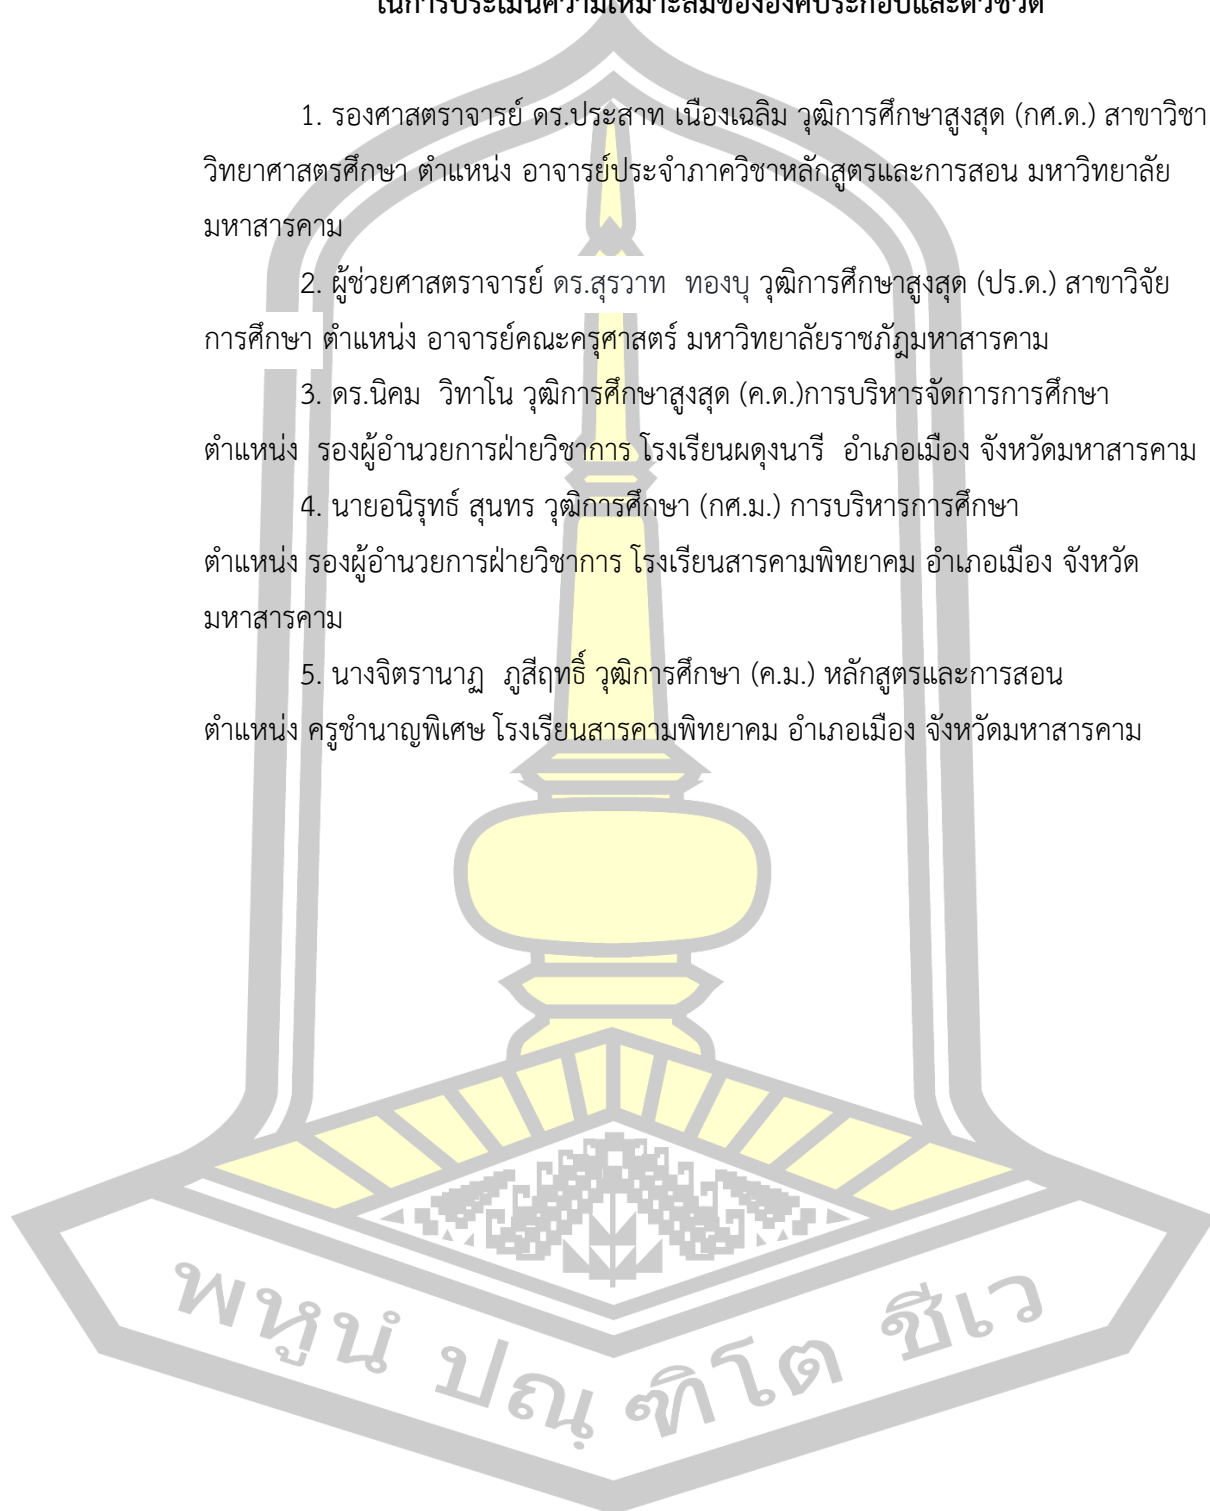 ในการประเมินความเหมาะสมขององค์ประกอบและตัวชี้วัด
1. รองศาสตราจารย์ ดร.ประสาท เนืองเฉลิม วุฒิการศึกษาสูงสุด (กศ.ด.) สาขาวิชา
วิทยาศาสตรศึกษา ตำแหน่ง อาจารย์ประจำภาควิชาหลักสูตรและการสอน มหาวิทยาลัย
มหาสารคาม
2. ผู้ช่วยศาสตราจารย์ ดร.สุรวาท ทองบุ วุฒิการศึกษาสูงสุด (ปร.ด.) สาขาวิจัย
การศึกษา ตำแหน่ง อาจารย์คณะครุศาสตร์ มหาวิทยาลัยราชภัฏมหาสารคาม
3. ดร.นิคม วิทาโน วุฒิการศึกษาสูงสุด (ค.ด.)การบริหารจัดการการศึกษา
ตำแหน่ง รองผู้อำนวยการฝ่ายวิชาการ โรงเรียนผดุงนารี อำเภอเมือง จังหวัดมหาสารคาม
4. นายอนิรุทธ์ สุนทร วุฒิการศึกษา (กศ.ม.) การบริหารการศึกษา
ตำแหน่ง รองผู้อำนวยการฝ่ายวิชาการ โรงเรียนสารคามพิทยาคม อำเภอเมือง จังหวัด
มหาสารคาม
5. นางจิตรานาฏ ภูสีฤทธิ์ วุฒิการศึกษา (ค.ม.) หลักสูตรและการสอน
ตำแหน่ง ครูชำนาญพิเศษ โรงเรียนสารคามพิทยาคม อำเภอเมือง จังหวัดมหาสารคาม
พหูนํ ปณฺ ฑิโต ชีเว